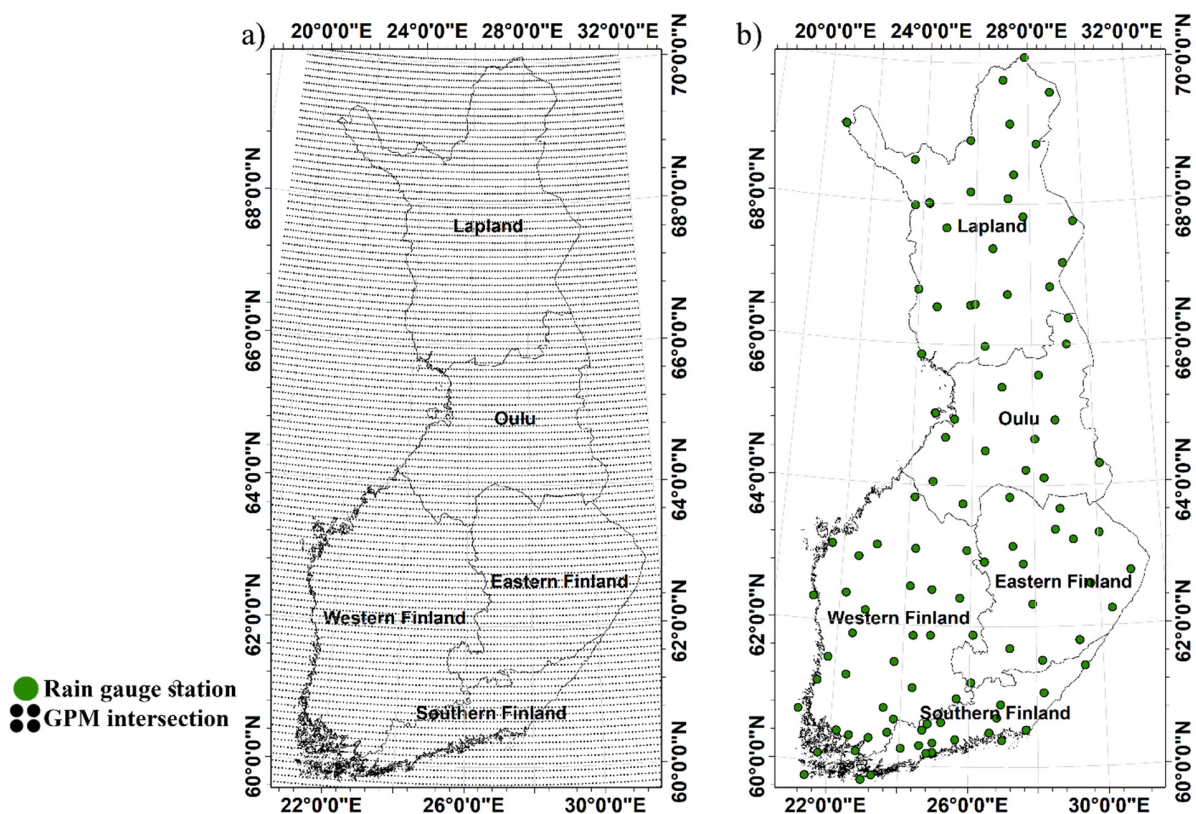 a)
20°0'0"E 24°0'0"E 28°0'0"E 32°0'0"E
68°0'0"N
66°0'0"N
64°0'0"N
62°0'0"N
60°0'0"N
70°0'0"N
68°0'0"N
66°0'0"N
64°0'0"N
62°0'0"N
60°0'0"N
Lapland
Oulu
Eastern Finland
Western Finland
Southern Finland
22°0'0"E 26°0'0"E 30°0'0"E
b)
20°0'0"E 24°0'0"E 28°0'0"E 32°0'0"E
68°0'0"N
66°0'0"N
64°0'0"N
62°0'0"N
60°0'0"N
70°0'0"N
68°0'0"N
66°0'0"N
64°0'0"N
62°0'0"N
60°0'0"N
Lapland
Oulu
Eastern Finland
Western Finland
Southern Finland
22°0'0"E 26°0'0"E 30°0'0"E
Rain gauge station
GPM intersection